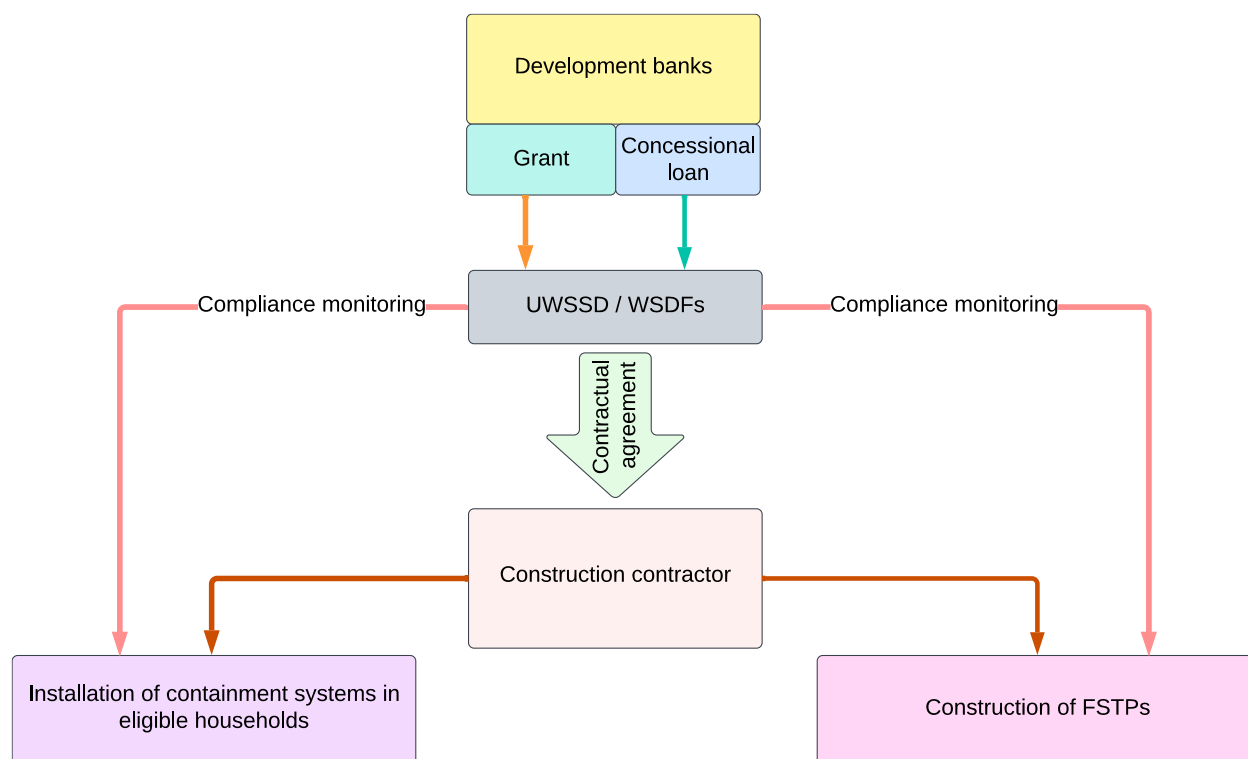 Development banks
Grant
Concessional
loan
Compliance monitoring
UWSSD / WSDFs
Compliance monitoring
Contractual
agreement
Construction contractor
Installation of containment systems in
eligible households
Construction of FSTPs